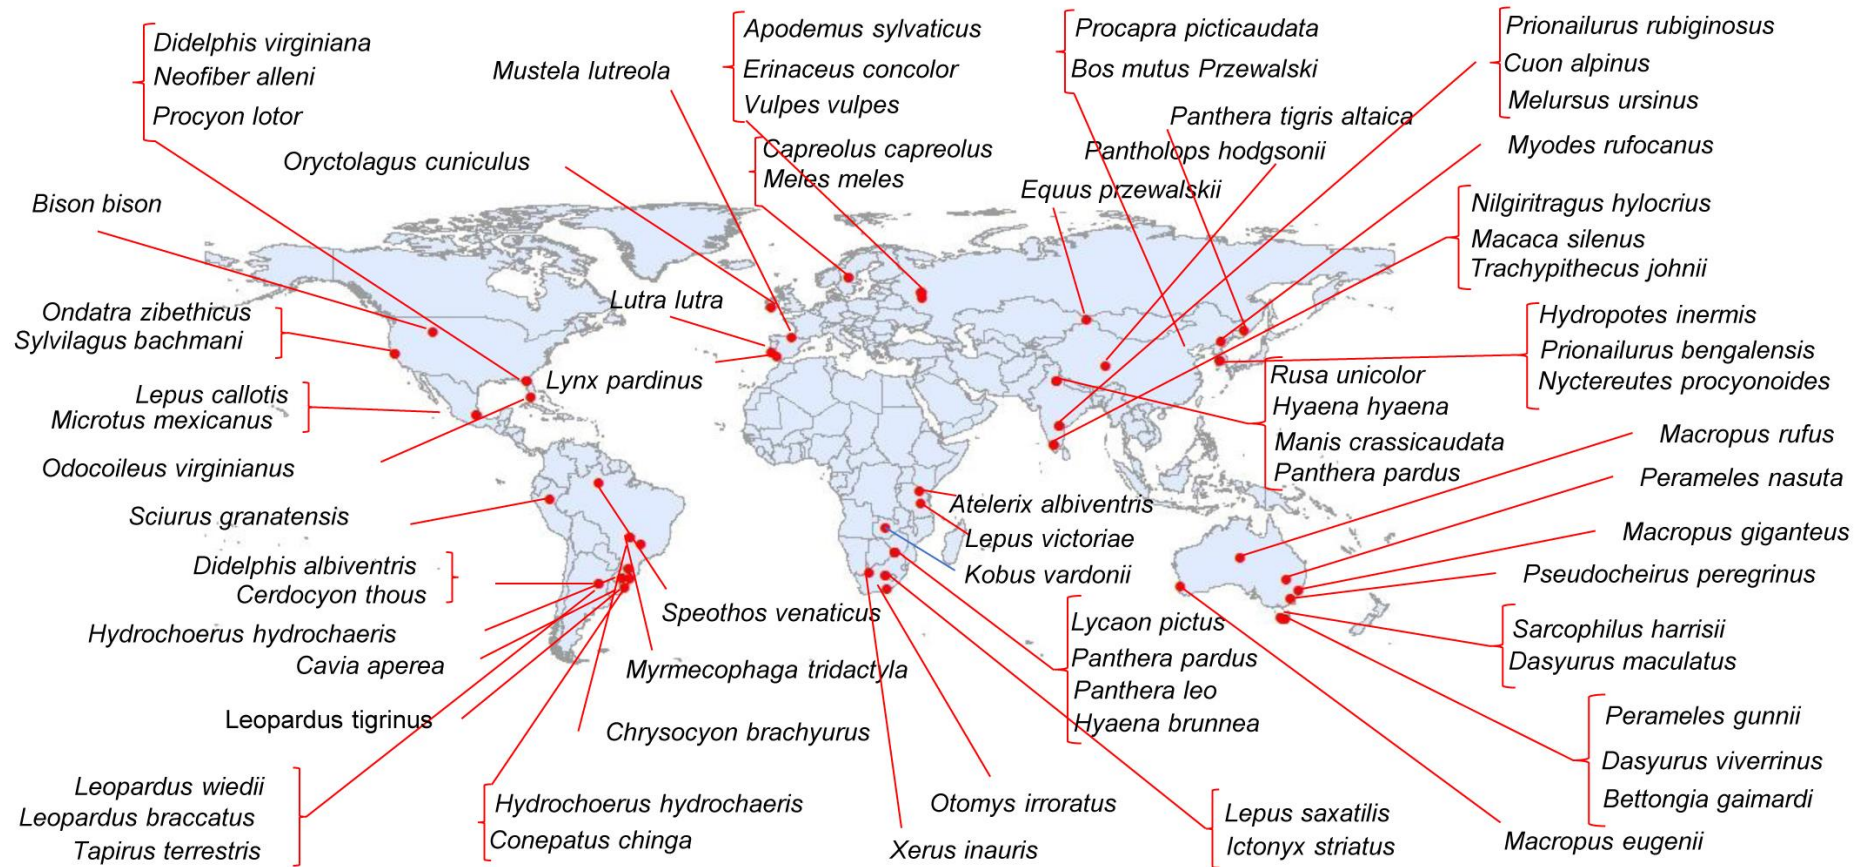 Didelphis virginiana
Neofiber alleni
Procyon lotor
Mustela lutreola
Apodemus sylvaticus
Erinaceus concolor
Vulpes vulpes
Procapra picticaudata
Bos mutus Przewalski
Prionailurus rubiginosus
Cuon alpinus
Melursus ursinus
Panthera tigris altaica
Oryctolagus cuniculus
Capreolus capreolus
Meles meles
Pantholops hodgsonii
Myodes rufocanus
Equus przewalskii
Bison bison
Nilgiritragus hylocrius
Macaca silenus
Trachypithecus johnii
Ondatra zibethicus
Sylvilagus bachmani
Lutra lutra
Hydropotes inermis
Prionailurus bengalensis
Nyctereutes procyonoides
Lynx pardinus
Rusa unicolor
Hyaena hyaena
Manis crassicaudata
Panthera pardus
Lepus callotis
Microtus mexicanus
Macropus rufus
Odocoileus virginianus
Perameles nasuta
Sciurus granatensis
Atelerix albiventris
Lepus victoriae
Kobus vardonii
Macropus giganteus
Pseudocheirus peregrinus
Didelphis albiventris
Cerdocyon thous
Speothos venaticus
Hydrochoerus hydrochaeris
Cavia aperea
Myrmecophaga tridactyla
Lycaon pictus
Panthera pardus
Panthera leo
Hyaena brunnea
Sarcophilus harrisii
Dasyurus maculatus
Leopardus tigrinus
Chrysocyon brachyurus
Perameles gunnii
Dasyurus viverrinus
Bettongia gaimardi
Leopardus wiedii
Leopardus braccatus
Tapirus terrestris
Hydrochoerus hydrochaeris
Conepatus chinga
Otomys irroratus
Xerus inauris
Lepus saxatilis
Ictonyx striatus
Macropus eugenii